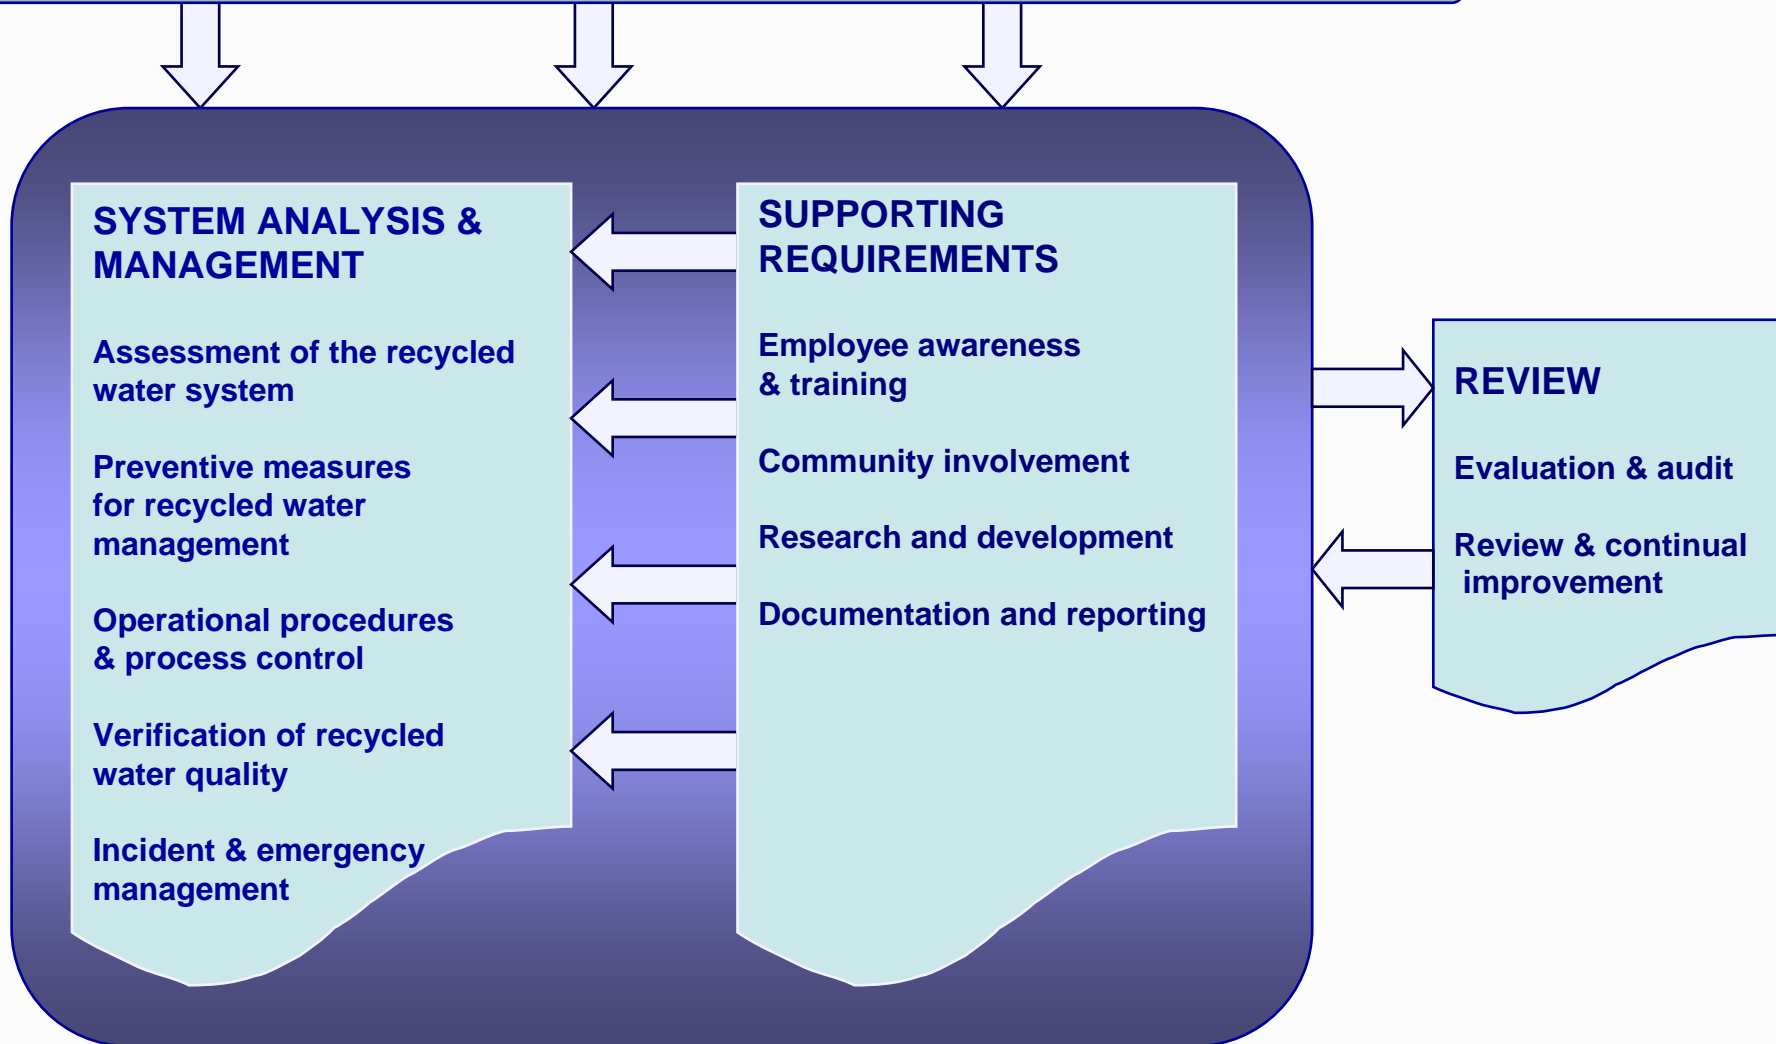 SYSTEM ANALYSIS &
MANAGEMENT
Assessment of the recycled
water system
Preventive measures
for recycled water
management
Operational procedures
& process control
Verification of recycled
water quality
Incident & emergency
management
SUPPORTING
REQUIREMENTS
Employee awareness
& training
Community involvement
Research and development
Documentation and reporting
REVIEW
Evaluation & audit
Review & continual
improvement